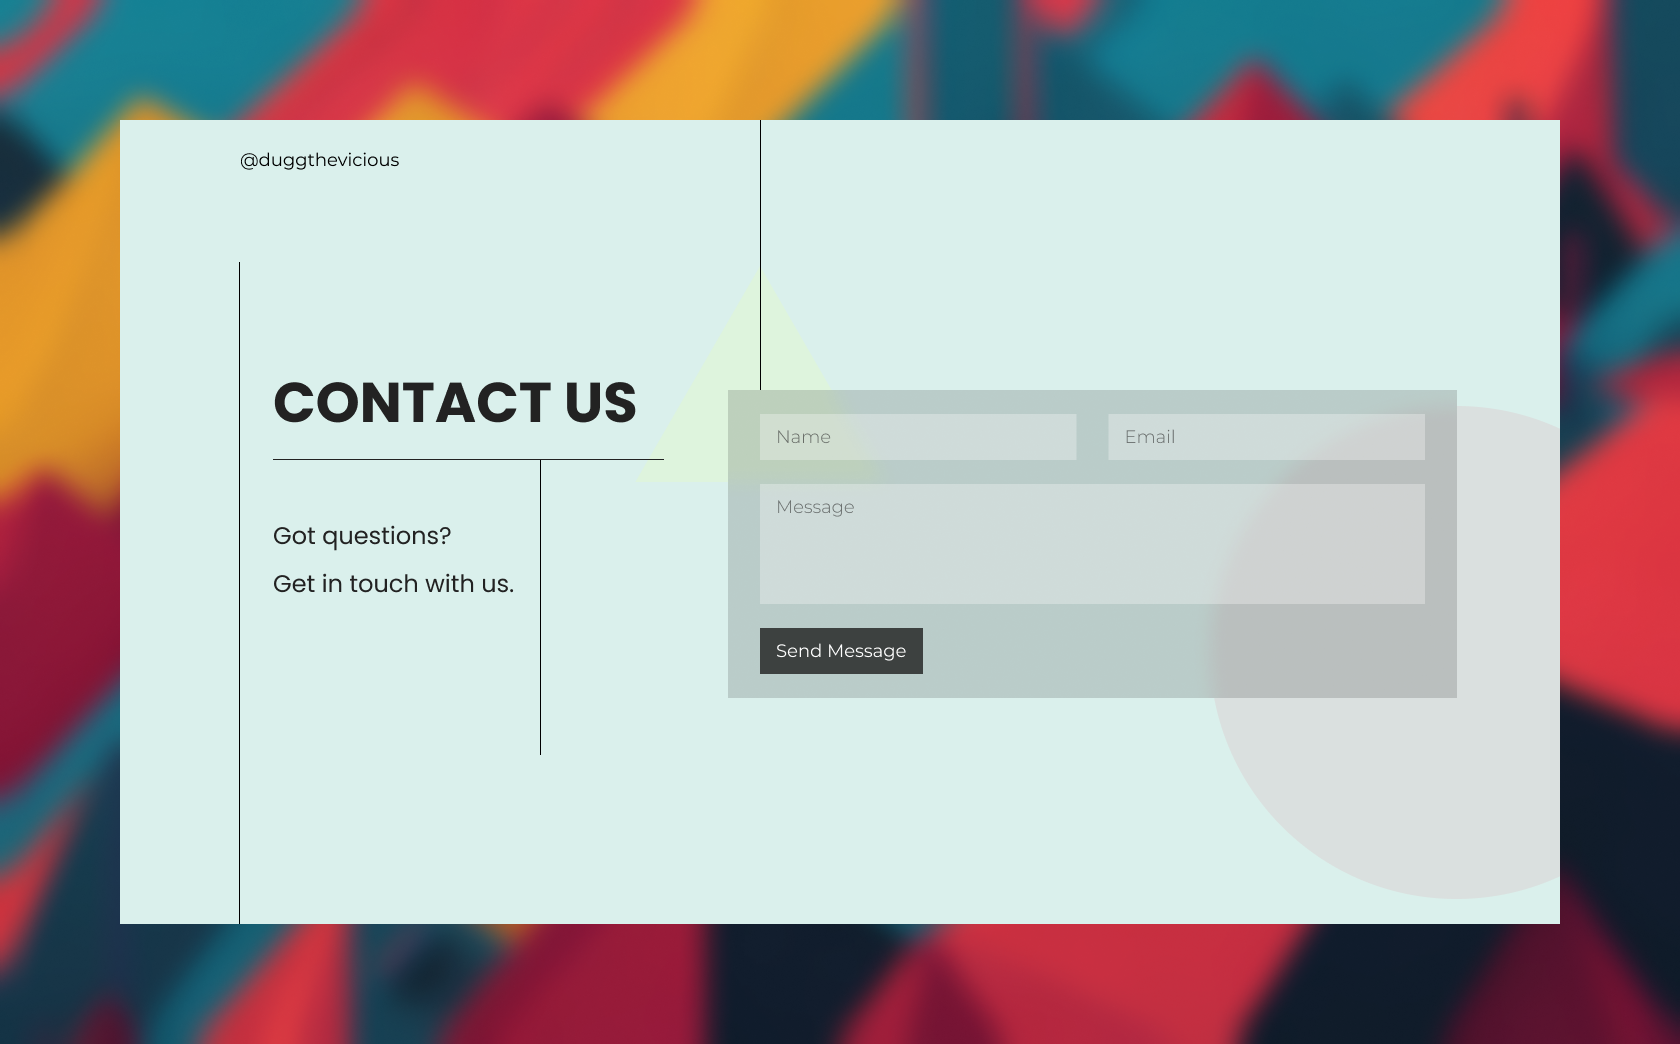 @duggthevicious
CONTACT US
Got questions?
Get in touch with us.
Name
Email
Message
Send Message